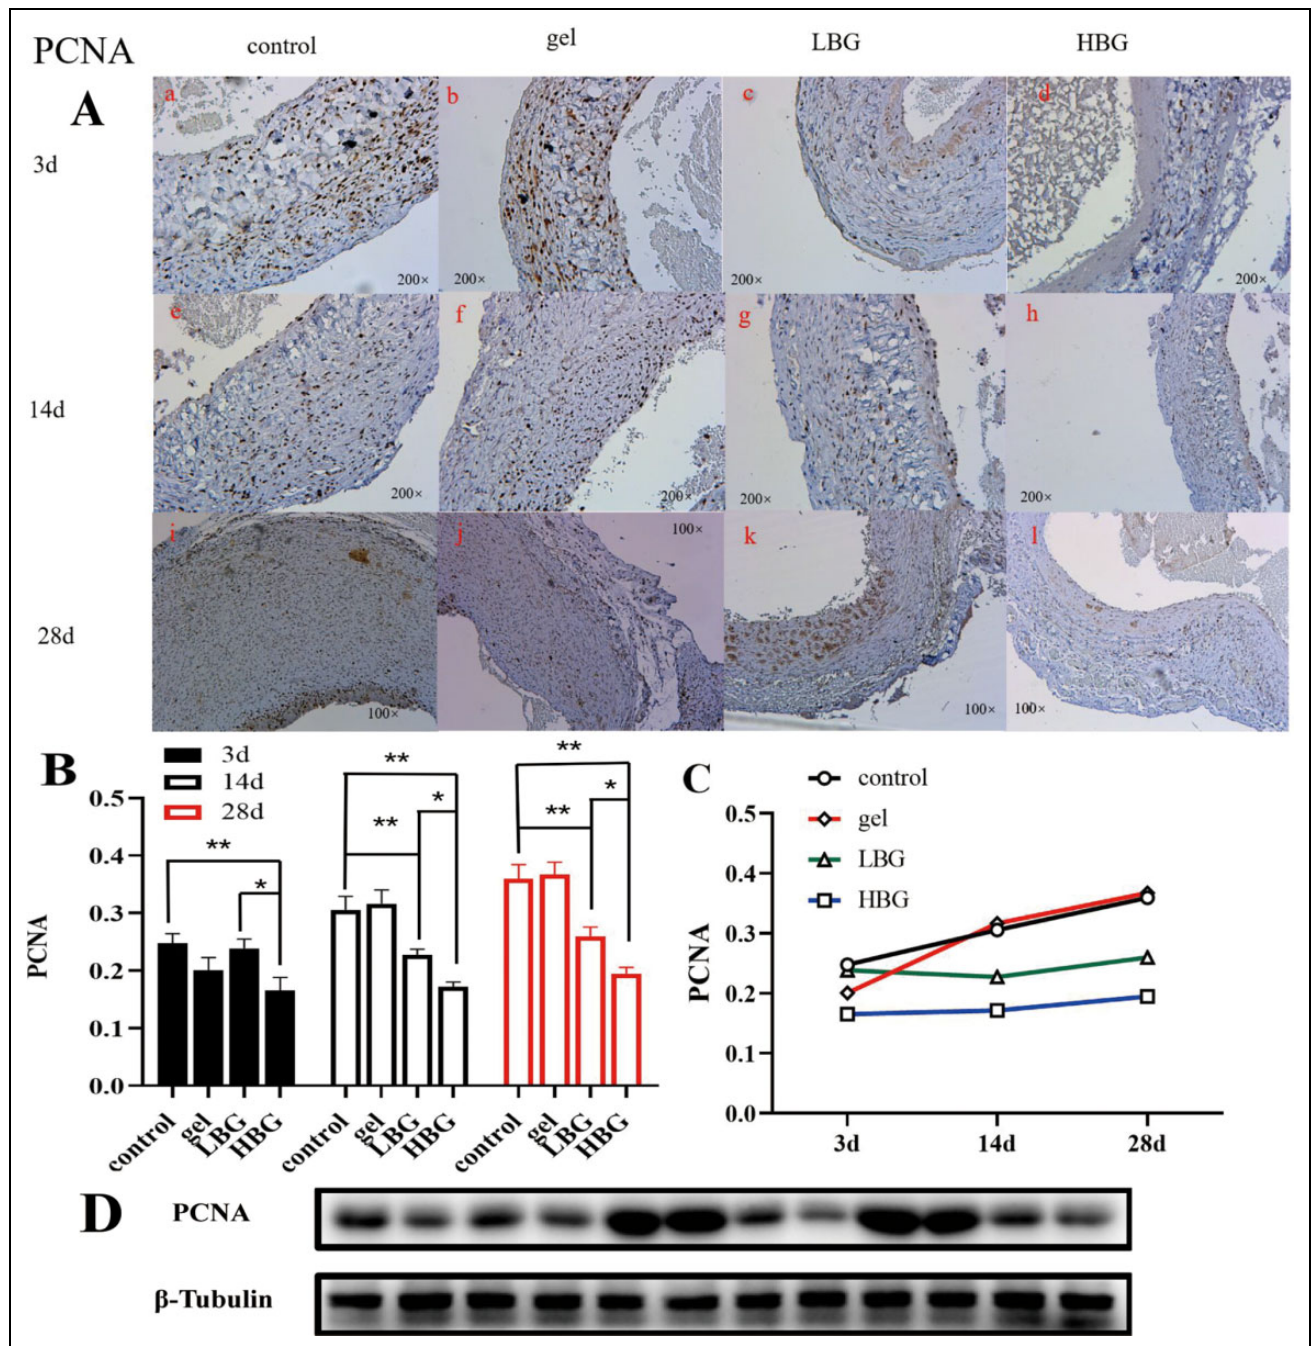 PCNA control gel LBG HBG
A
3d
a b c d
200× 200× 200× 200×
14d
e f g h
200× 200× 200× 200×
28d
i j k l
100×
100× 100× 100×
B
3d
14d
28d
** ** **
* ** * ** *
PCNA
0.5
0.4
0.3
0.2
0.1
0.0
control gel LBG HBG control gel LBG HBG control gel LBG HBG
C
control
gel
LBG
HBG
PCNA
0.5
0.4
0.3
0.2
0.1
0.0
3d 14d 28d
D PCNA
β-Tubulin